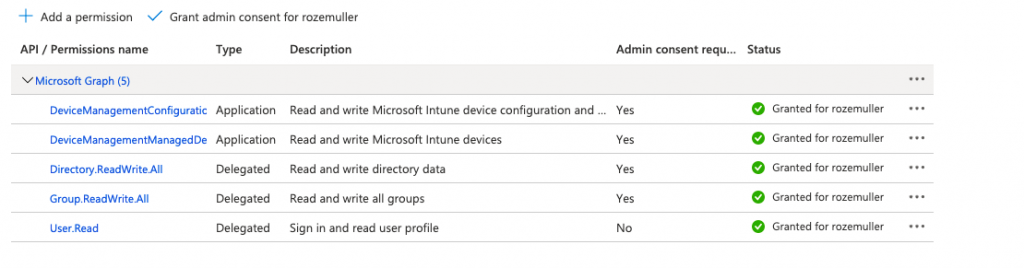 Add a permission Grant admin consent for rozemuller
API / Permissions name Type Description Admin consent requ... Status
Microsoft Graph (5) ...
DeviceManagementConfiguratic Application Read and write Microsoft Intune device configuration and ... Yes Granted for rozemuller ...
DeviceManagementManagedDe Application Read and write Microsoft Intune devices Yes Granted for rozemuller ...
Directory.ReadWrite.All Delegated Read and write directory data Yes Granted for rozemuller ...
Group.ReadWrite.All Delegated Read and write all groups Yes Granted for rozemuller ...
User.Read Delegated Sign in and read user profile No Granted for rozemuller ...